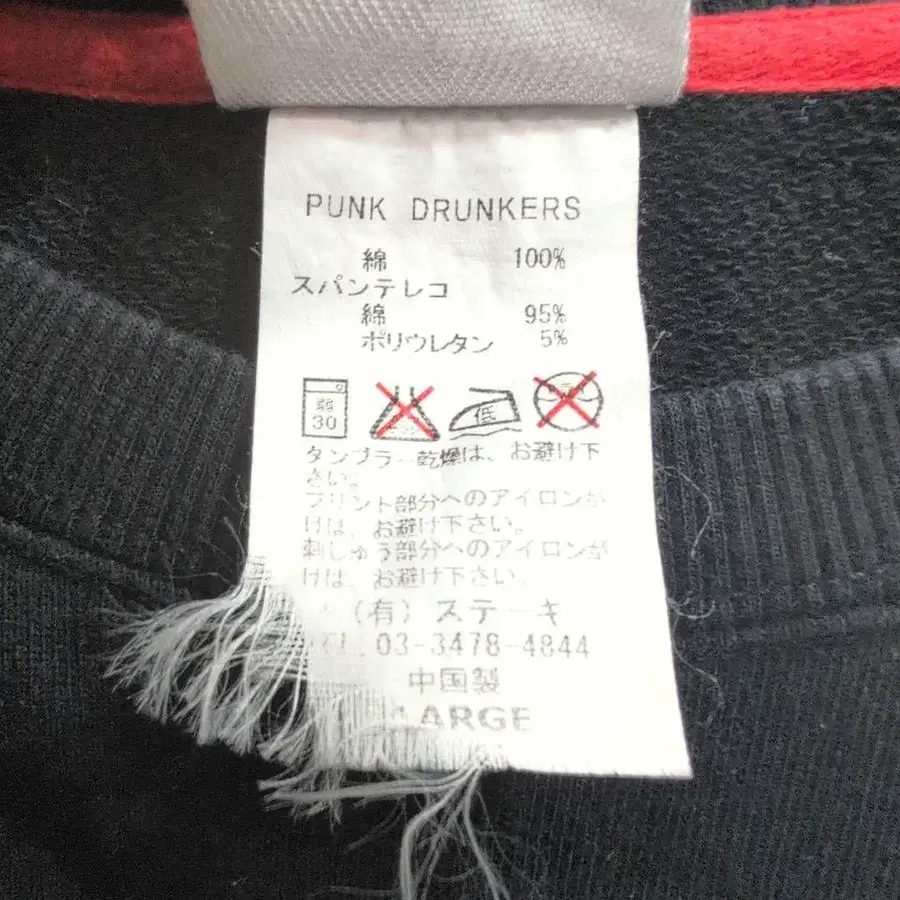 PUNK DRUNKERS
綿 100%
スパンテレコ
綿 95%
ポリウレタン 5%
弱
30
低
タンブラー乾燥は、お避け下
さい。
プリント部分へのアイロンが
けは、お避け下さい。
刺しゅう部分へのアイロンが
けは、お避け下さい。
(有) ステーキ
TEL. 03-3478-4844
中国製
LARGE